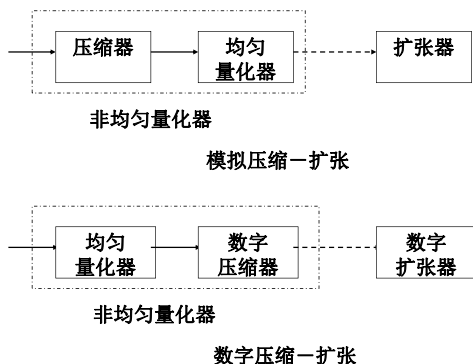 压缩器
均匀
量化器
扩张器
非均匀量化器
模拟压缩－扩张
均匀
量化器
数字
压缩器
数字
扩张器
非均匀量化器
数字压缩－扩张